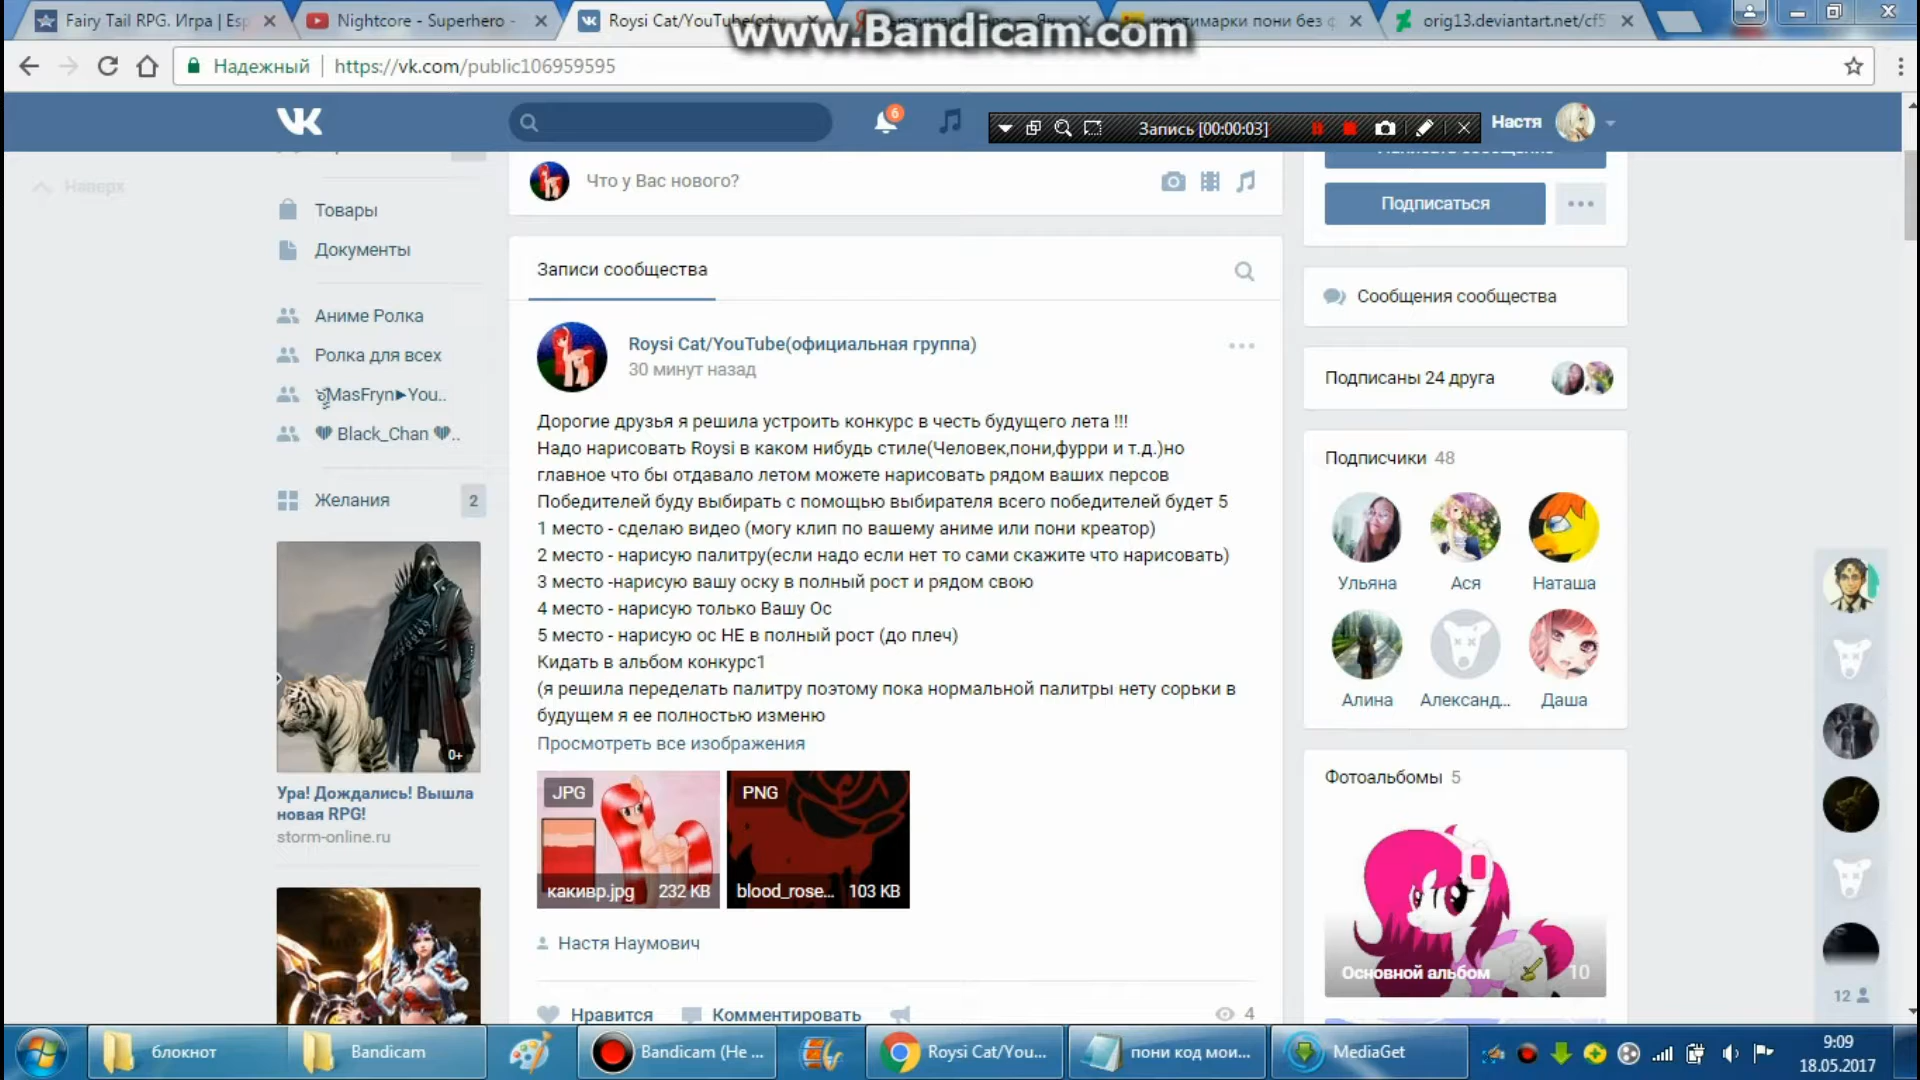 Fairy Tail RPG. Игра | Esp
Nightcore - Superhero -
Roysi Cat/YouTube(офи
кьютимарки пони без ф
orig13.deviantart.net/cf5
www.Bandicam.com
Надежный
https://vk.com/public106959595
6
Запись [00:00:03]
Настя
Наверх
Товары
Документы
Аниме Ролка
Ролка для всех
MasFryn►You..
Black_Chan
Желания
2
0+
Ура! Дождались! Вышла
новая RPG!
storm-online.ru
Что у Вас нового?
Записи сообщества
Roysi Cat/YouTube(официальная группа)
30 минут назад
Дорогие друзья я решила устроить конкурс в честь будущего лета !!!
Надо нарисовать Roysi в каком нибудь стиле(Человек,пони,фурри и т.д.)но
главное что бы отдавало летом можете нарисовать рядом ваших персов
Победителей буду выбирать с помощью выбирателя всего победителей будет 5
1 место - сделаю видео (могу клип по вашему аниме или пони креатор)
2 место - нарисую палитру(если надо если нет то сами скажите что нарисовать)
3 место -нарисую вашу оску в полный рост и рядом свою
4 место - нарисую только Вашу Ос
5 место - нарисую ос НЕ в полный рост (до плеч)
Кидать в альбом конкурс1
(я решила переделать палитру поэтому пока нормальной палитры нету сорьки в
будущем я ее полностью изменю
Просмотреть все изображения
JPG
какивр.jpg 232 KB
PNG
blood_rose... 103 KB
Настя Наумович
Нравится
Комментировать
4
Подписаться
Сообщения сообщества
Подписаны 24 друга
Подписчики 48
Ульяна
Ася
Наташа
Алина
Александ...
Даша
Фотоальбомы 5
Основной альбом 10
12
блокнот
Bandicam
Bandicam (Не ...
Roysi Cat/You...
пони код мои...
MediaGet
9:09
18.05.2017